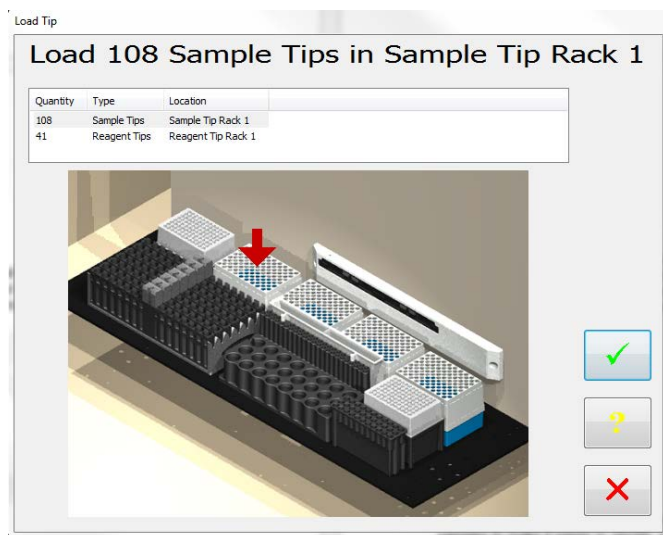 Load Tip
Load 108 Sample Tips in Sample Tip Rack 1
Quantity Type Location
108 Sample Tips Sample Tip Rack 1
41 Reagent Tips Reagent Tip Rack 1
?